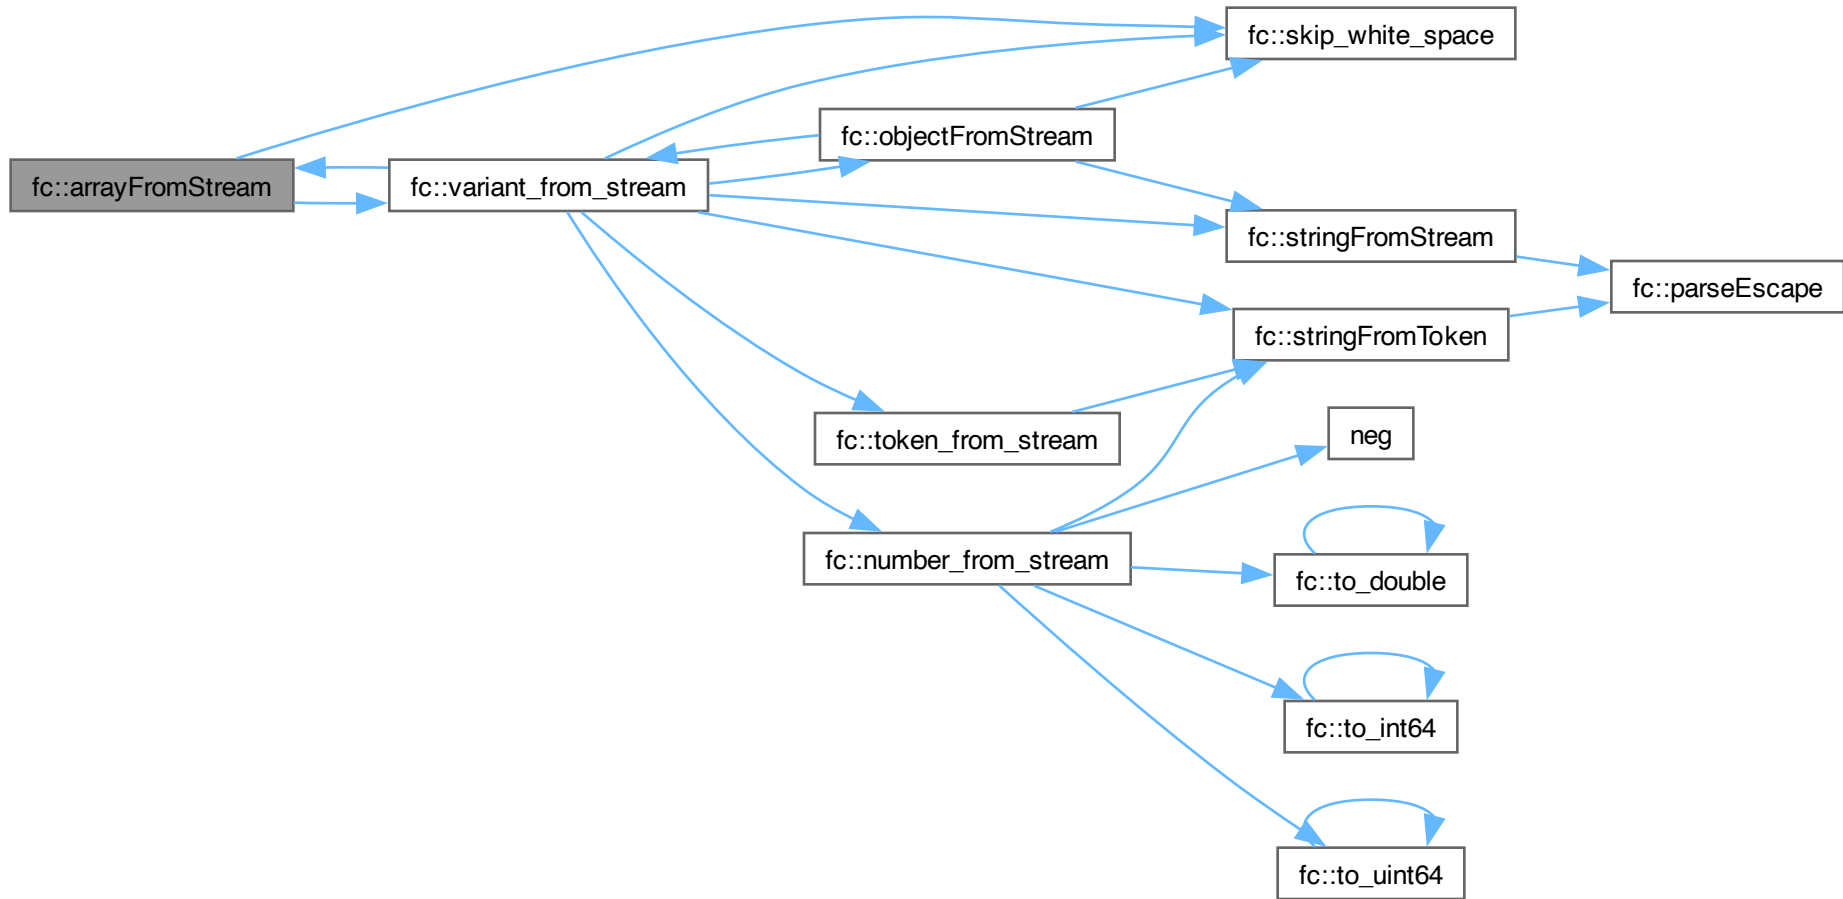 fc::skip_white_space
fc::objectFromStream
fc::arrayFromStream
fc::variant_from_stream
fc::stringFromStream
fc::parseEscape
fc::stringFromToken
neg
fc::token_from_stream
fc::number_from_stream
fc::to_double
fc::to_int64
fc::to_uint64